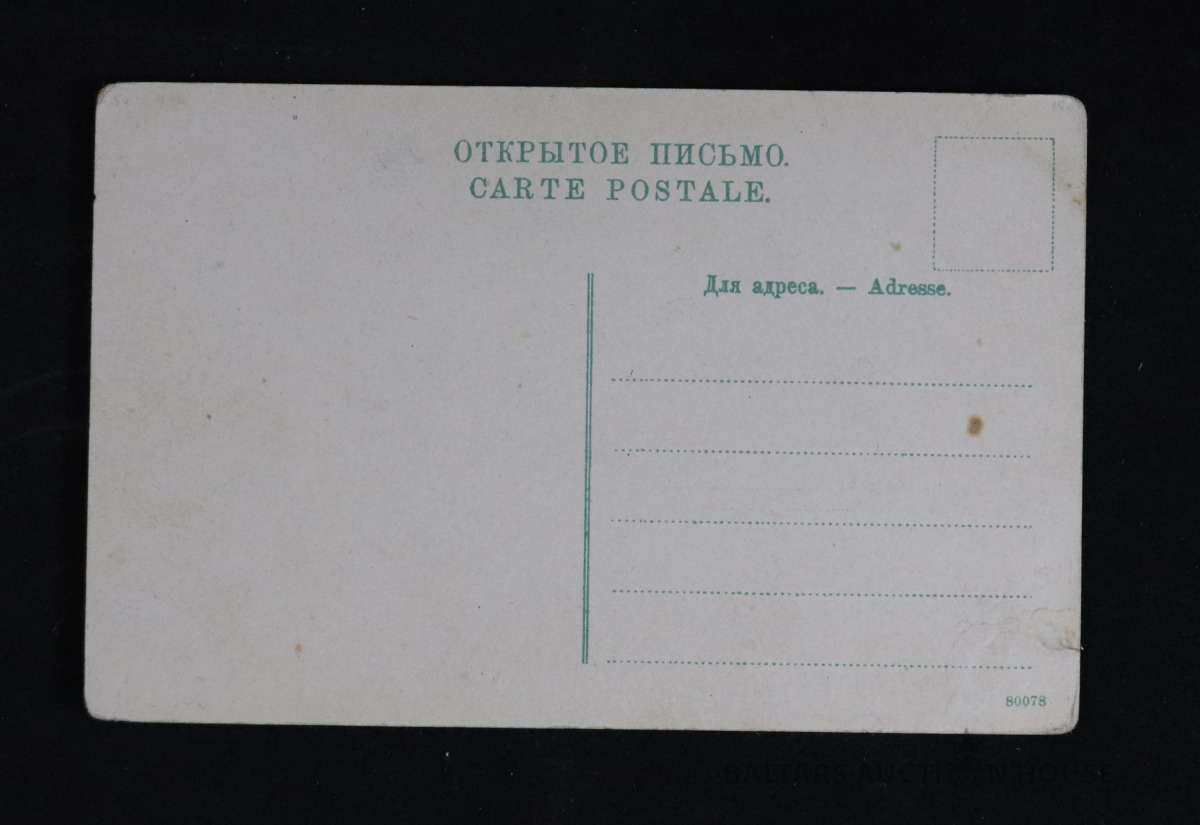 ОТКРЫТОЕ ПИСЬМО.
CARTE POSTALE.
Для адреса. — Adresse.
80078
BALTARS AUCTION HOUSE